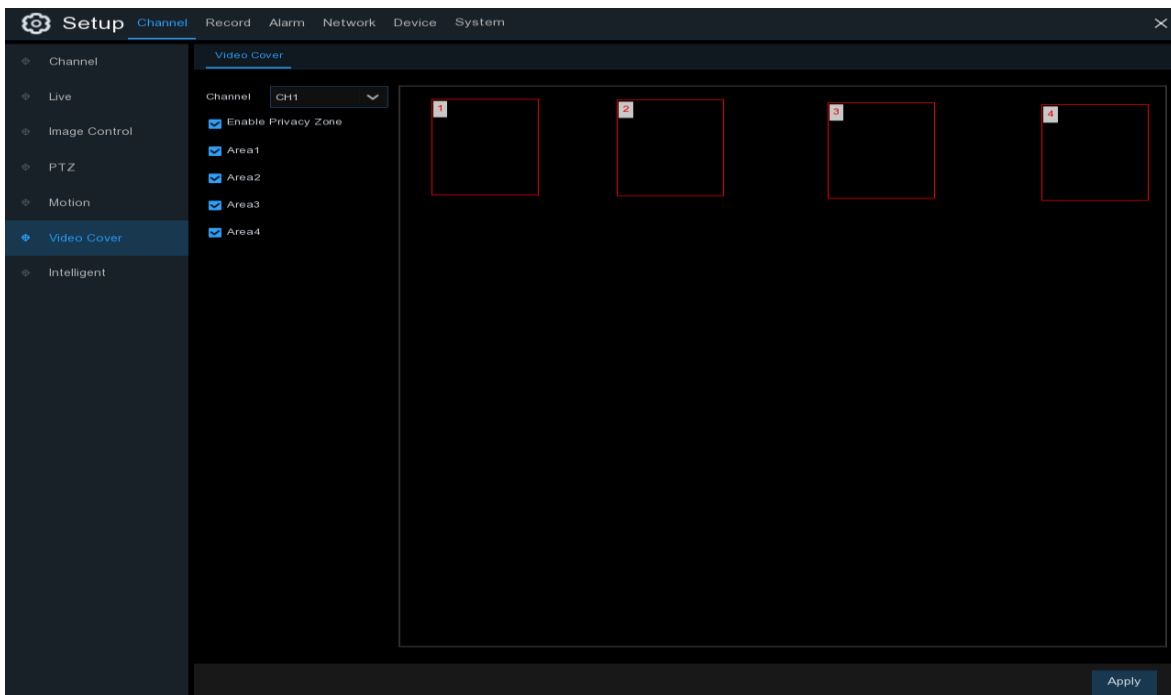 Setup Channel Record Alarm Network Device System
Channel
Live
Image Control
PTZ
Motion
Video Cover
Intelligent
Video Cover
Channel CH1
Enable Privacy Zone
Area1
Area2
Area3
Area4
1 2 3 4
Apply